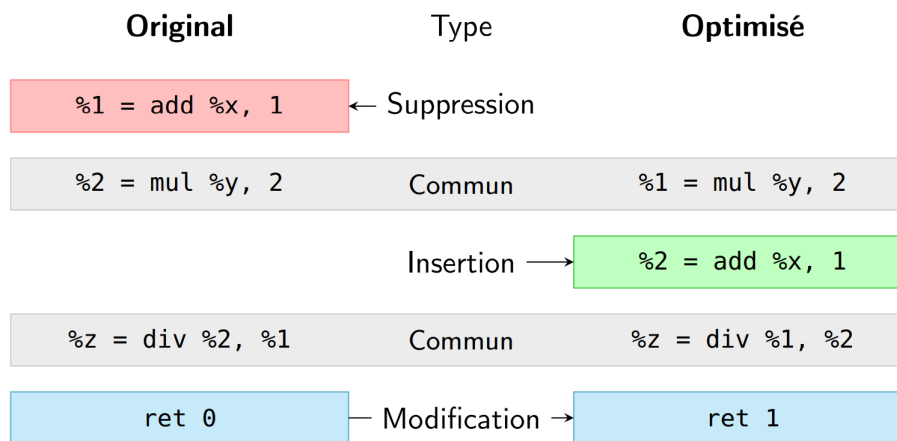 Original Type Optimisé
%1 = add %x, 1 Suppression
%2 = mul %y, 2 Commun %1 = mul %y, 2
Insertion %2 = add %x, 1
%z = div %2, %1 Commun %z = div %1, %2
ret 0 Modification ret 1